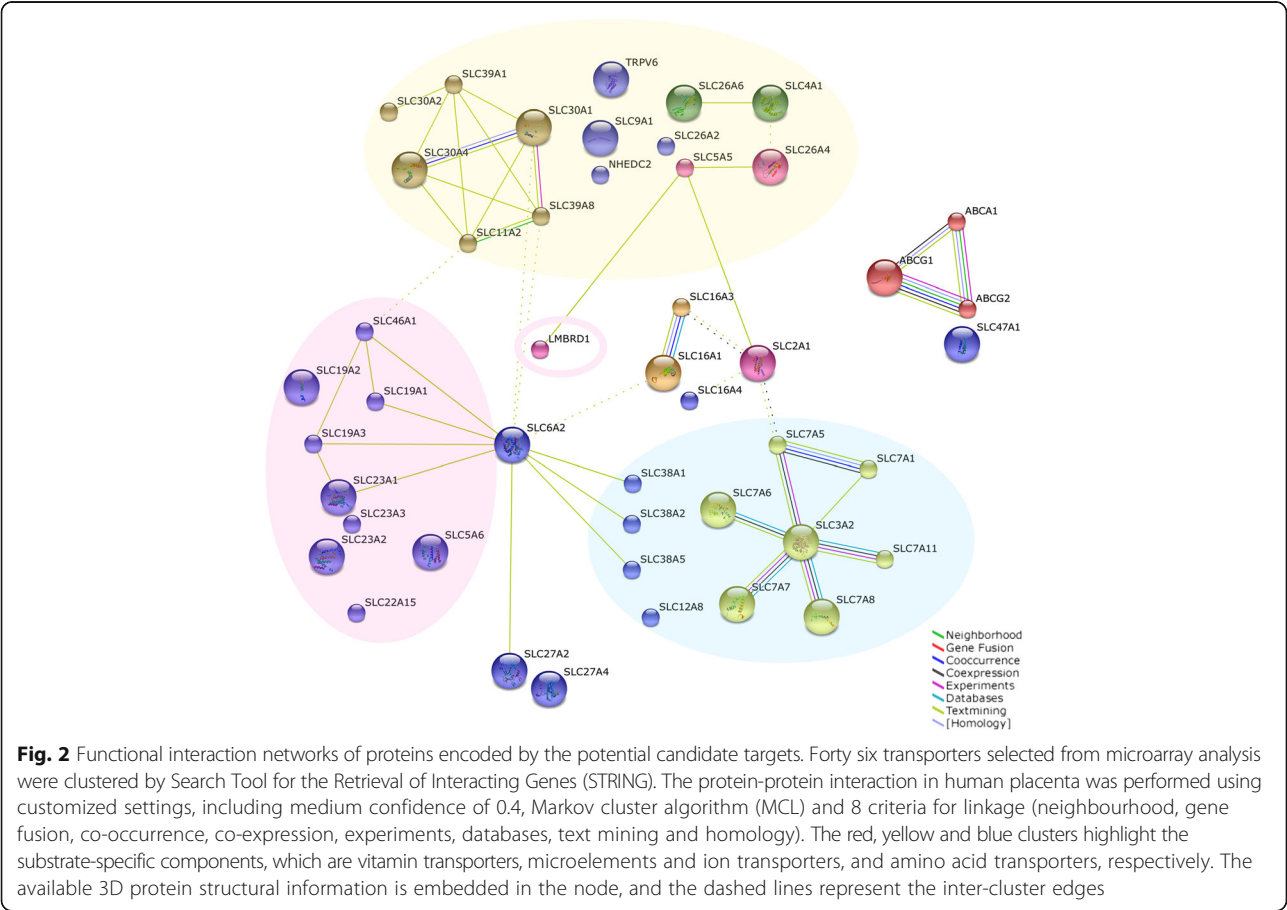 TRPV6
SLC39A1
SLC26A6
SLC4A1
SLC30A2
SLC30A1
SLC9A1
SLC26A2
SLC30A4
SLC26A4
NHEDC2
SLC5A5
SLC39A8
SLC11A2
ABCA1
ABCG1
ABCG2
SLC47A1
SLC16A3
SLC46A1
LMBRD1
SLC2A1
SLC16A1
SLC19A2
SLC19A1
SLC16A4
SLC6A2
SLC19A3
SLC7A5
SLC7A1
SLC38A1
SLC23A1
SLC7A6
SLC23A3
SLC38A2
SLC3A2
SLC23A2
SLC5A6
SLC7A11
SLC38A5
SLC7A7
SLC7A8
SLC22A15
SLC12A8
SLC27A2
SLC27A4
Neighborhood
Gene Fusion
Cooccurrence
Coexpression
Experiments
Databases
Textmining
[Homology]
Fig. 2 Functional interaction networks of proteins encoded by the potential candidate targets. Forty six transporters selected from microarray analysis
were clustered by Search Tool for the Retrieval of Interacting Genes (STRING). The protein-protein interaction in human placenta was performed using
customized settings, including medium confidence of 0.4, Markov cluster algorithm (MCL) and 8 criteria for linkage (neighbourhood, gene
fusion, co-occurrence, co-expression, experiments, databases, text mining and homology). The red, yellow and blue clusters highlight the
substrate-specific components, which are vitamin transporters, microelements and ion transporters, and amino acid transporters, respectively. The
available 3D protein structural information is embedded in the node, and the dashed lines represent the inter-cluster edges